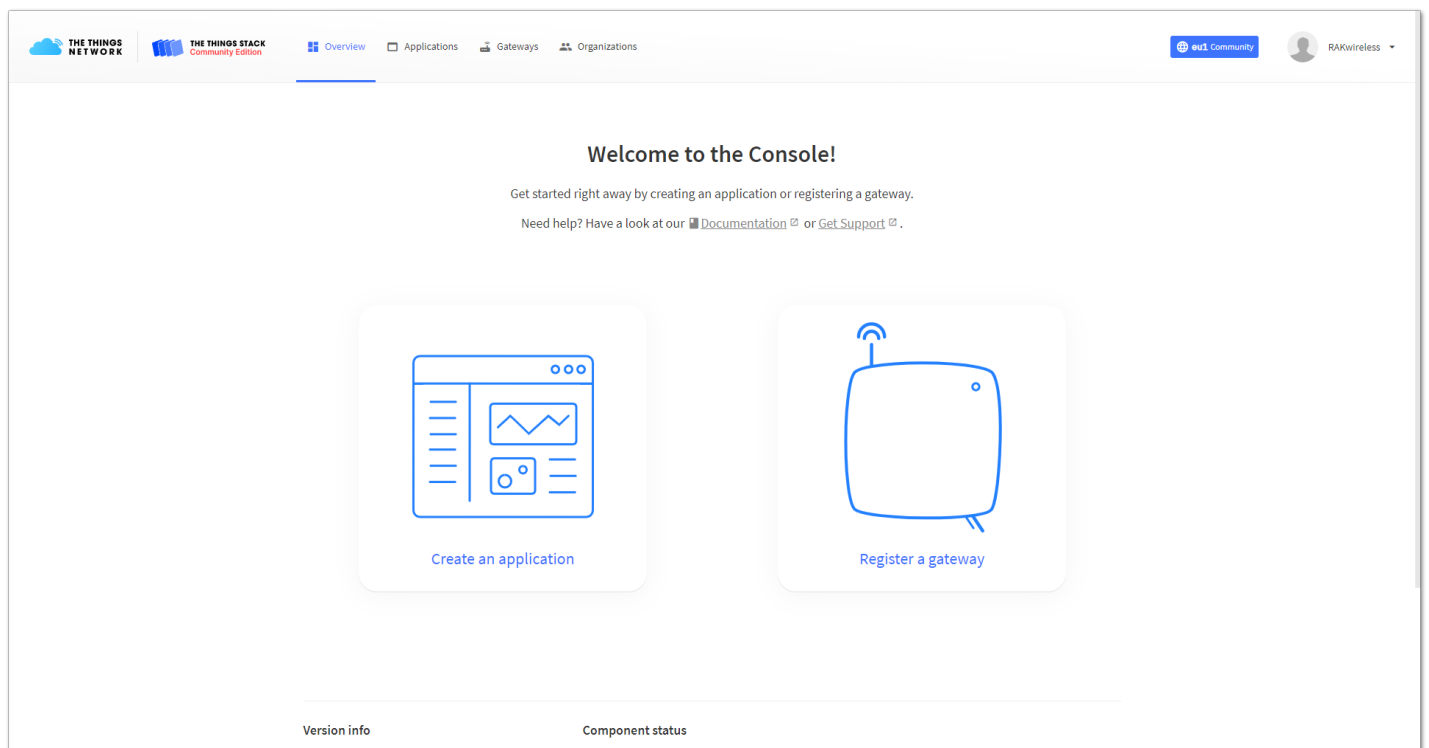 THE THINGS
NETWORK
THE THINGS STACK
Community Edition
Overview
Applications
Gateways
Organizations
eu1 Community
RAKwireless
Welcome to the Console!
Get started right away by creating an application or registering a gateway.
Need help? Have a look at our Documentation or Get Support .
Create an application
Register a gateway
Version info
Component status